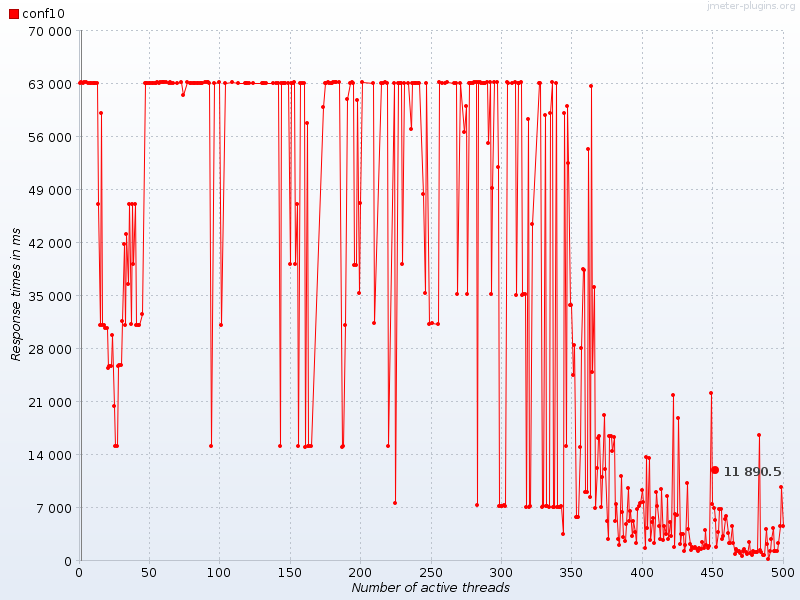 jmeter-plugins.org
conf10
70 000
63 000
56 000
49 000
42 000
35 000
28 000
21 000
14 000
7 000
0
Response times in ms
11 890.5
0 50 100 150 200 250 300 350 400 450 500
Number of active threads